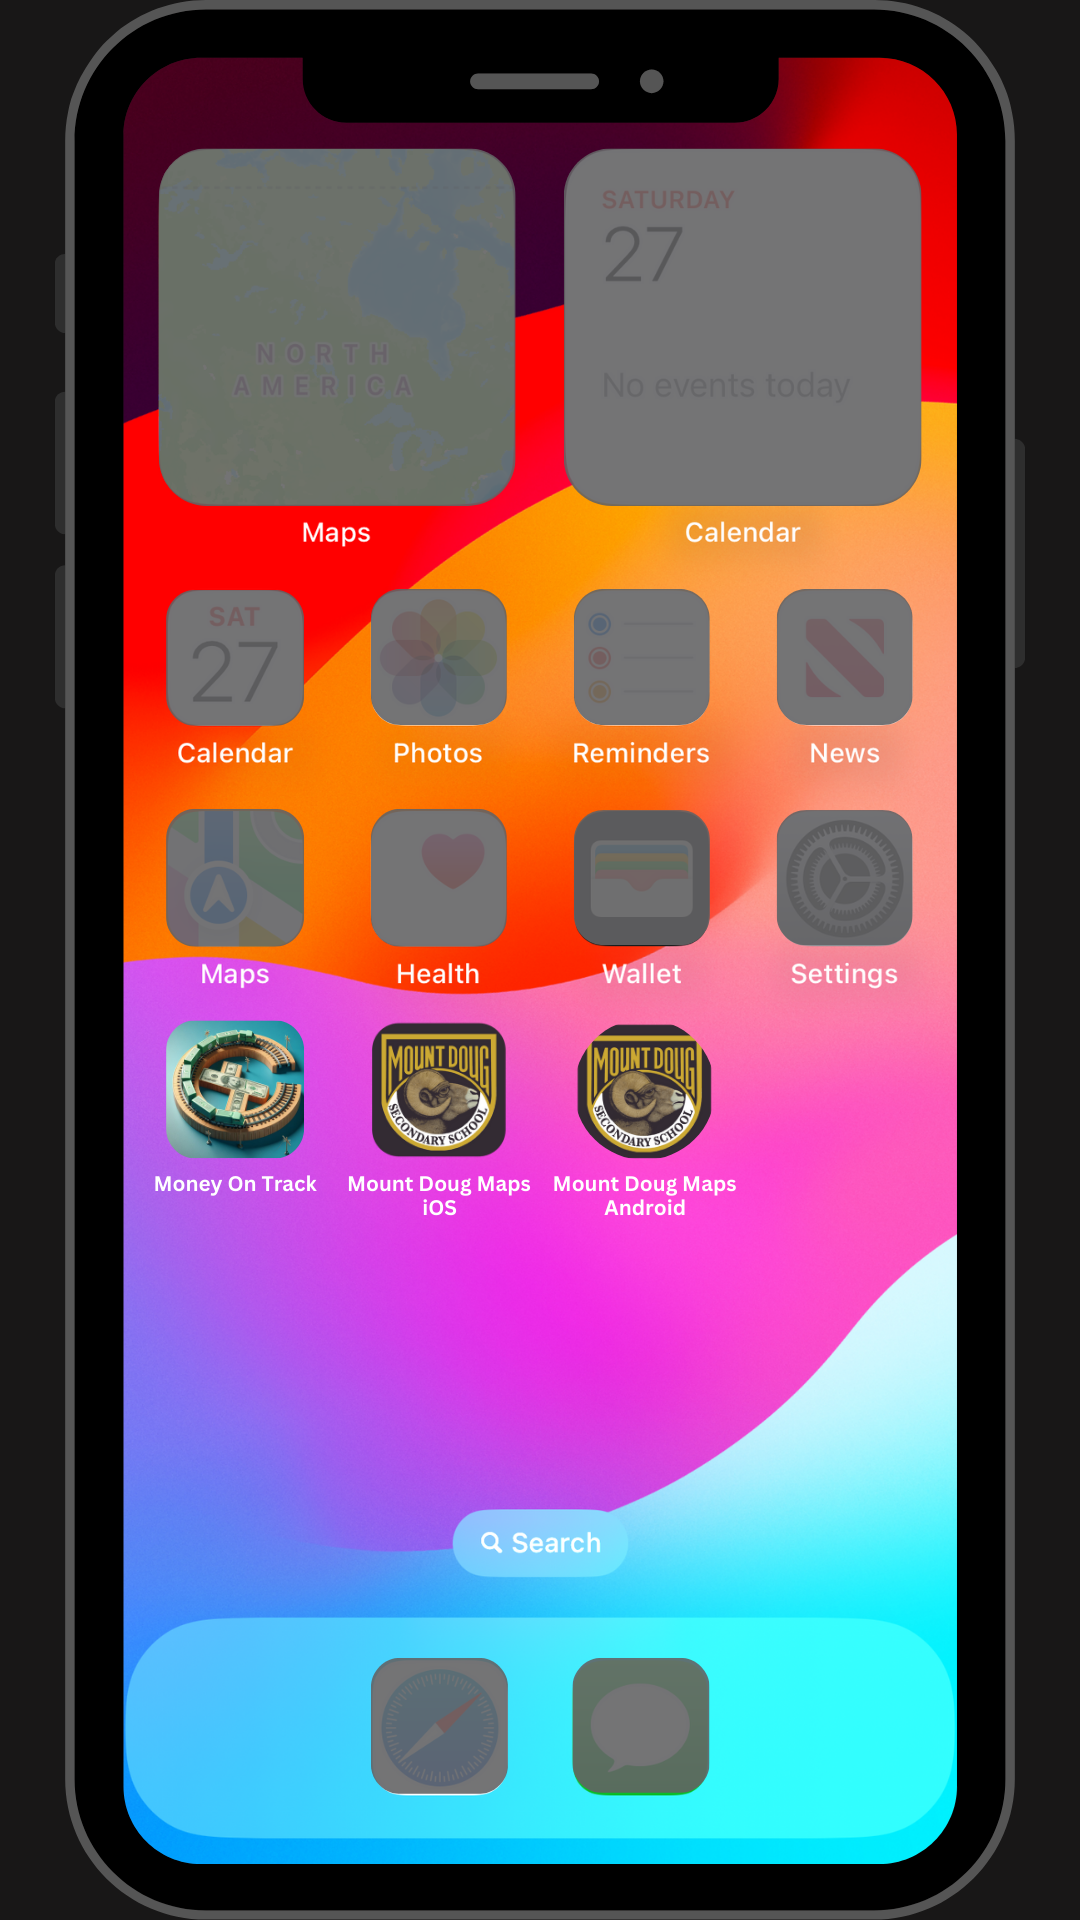 NORTH
AMERICA
SATURDAY
27
No events today
Maps
Calendar
SAT
27
Calendar
Photos
Reminders
News
Maps
Health
Wallet
Settings
MOUNT DOUG
SECONDARY SCHOOL
MOUNT DOUG
SECONDARY SCHOOL
Money On Track
Mount Doug Maps
iOS
Mount Doug Maps
Android
Search